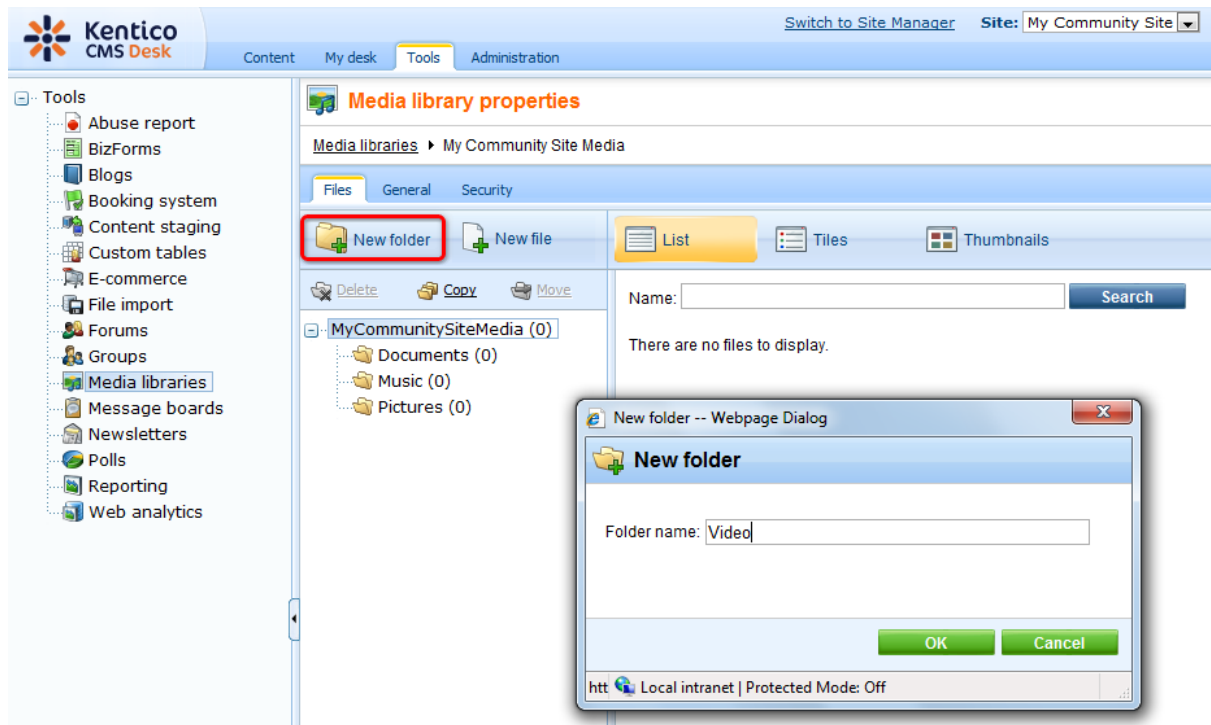 Kentico
CMS Desk
Switch to Site Manager Site: My Community Site
Content My desk Tools Administration
Tools
Abuse report
BizForms
Blogs
Booking system
Content staging
Custom tables
E-commerce
File import
Forums
Groups
Media libraries
Message boards
Newsletters
Polls
Reporting
Web analytics
Media library properties
Media libraries My Community Site Media
Files General Security
New folder New file List Tiles Thumbnails
Delete Copy Move
MyCommunitySiteMedia (0)
Documents (0)
Music (0)
Pictures (0)
Name: Search
There are no files to display.
New folder -- Webpage Dialog
New folder
Folder name: Video
OK Cancel
htt Local intranet | Protected Mode: Off